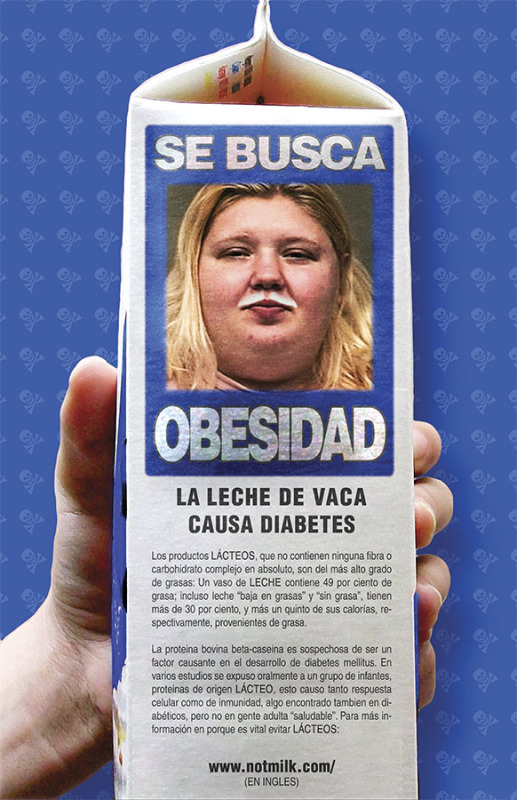 SE BUSCA
OBESIDAD
LA LECHE DE VACA
CAUSA DIABETES
Los productos LÁCTEOS, que no contienen ninguna fibra o
carbohidrato complejo en absoluto, son del más alto grado
de grasas: Un vaso de LECHE contiene 49 por ciento de
grasa; incluso leche “baja en grasas” y “sin grasa”, tienen
más de 30 por ciento, y más un quinto de sus calorías, re-
spectivamente, provenientes de grasa.
La proteina bovina beta-caseina es sospechosa de ser un
factor causante en el desarrollo de diabetes mellitus. En
varios estudios se expuso oralmente a un grupo de infantes,
proteinas de origen LÁCTEO, esto causo tanto respuesta
celular como de inmunidad, algo encontrado tambien en di-
abéticos, pero no en gente adulta “saludable”. Para más in-
formación en porque es vital evitar LÁCTEOS:
www.notmilk.com/
(EN INGLES)